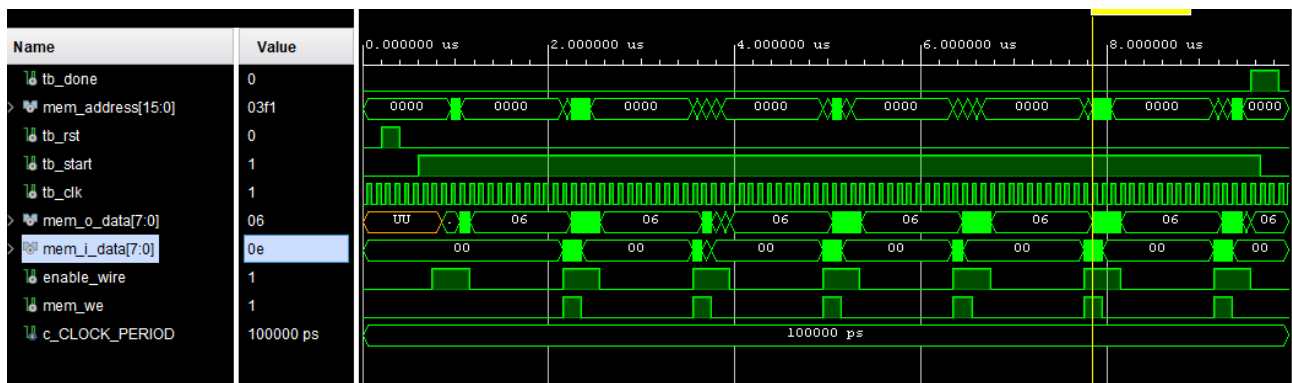 Name Value 0.000000 us 2.000000 us 4.000000 us 6.000000 us 8.000000 us
tb_done 0
mem_address[15:0] 03f1 0000 0000 0000 0000 0000 0000 0000 0000
tb_rst 0
tb_start 1
tb_clk 1
mem_o_data[7:0] 06 UU . 06 06 06 06 06 06 06
mem_i_data[7:0] 0e 00 00 00 00 00 00 00
enable_wire 1
mem_we 1
c_CLOCK_PERIOD 100000 ps 100000 ps